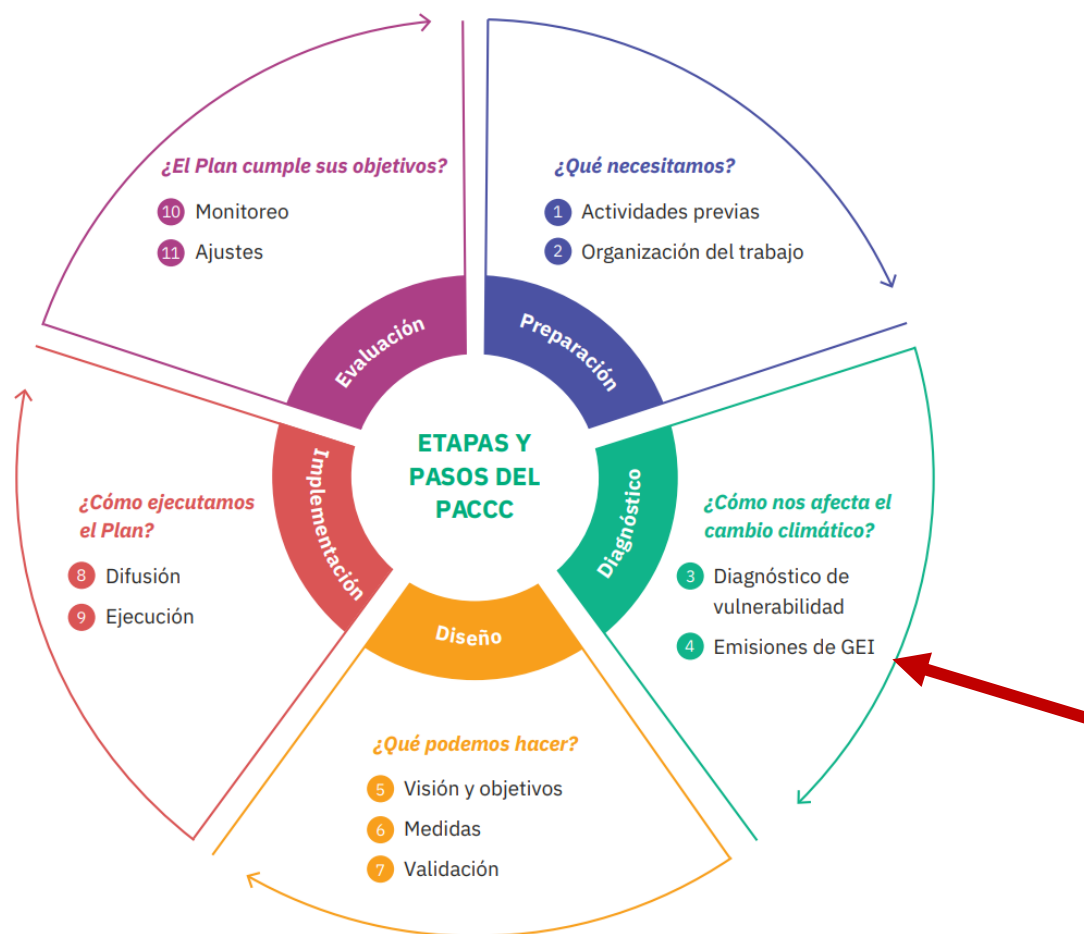 ETAPAS Y
PASOS DEL
PACCC
Preparación
¿Qué necesitamos?
1 Actividades previas
2 Organización del trabajo
Diagnóstico
¿Cómo nos afecta el
cambio climático?
3 Diagnóstico de
vulnerabilidad
4 Emisiones de GEI
Diseño
¿Qué podemos hacer?
5 Visión y objetivos
6 Medidas
7 Validación
Implementación
¿Cómo ejecutamos
el Plan?
8 Difusión
9 Ejecución
Evaluación
¿El Plan cumple sus objetivos?
10 Monitoreo
11 Ajustes